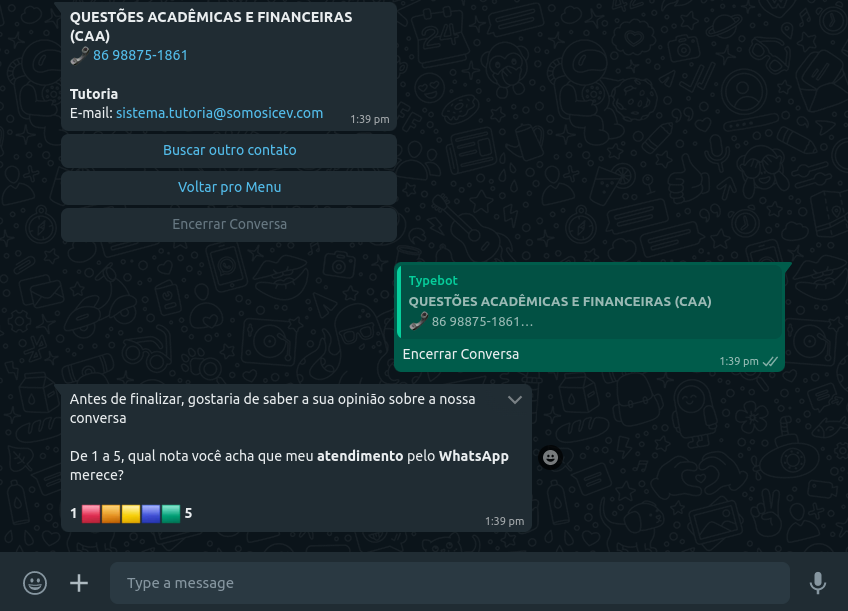 QUESTÕES ACADÊMICAS E FINANCEIRAS
(CAA)
86 98875-1861
Tutoria
E-mail: sistema.tutoria@somosicev.com
1:39 pm
Buscar outro contato
Voltar pro Menu
Encerrar Conversa
Typebot
QUESTÕES ACADÊMICAS E FINANCEIRAS (CAA)
86 98875-1861…
Encerrar Conversa
1:39 pm
Antes de finalizar, gostaria de saber a sua opinião sobre a nossa
conversa
De 1 a 5, qual nota você acha que meu atendimento pelo WhatsApp
merece?
1 🟥🟧🟨🟦🟩 5
1:39 pm
Type a message